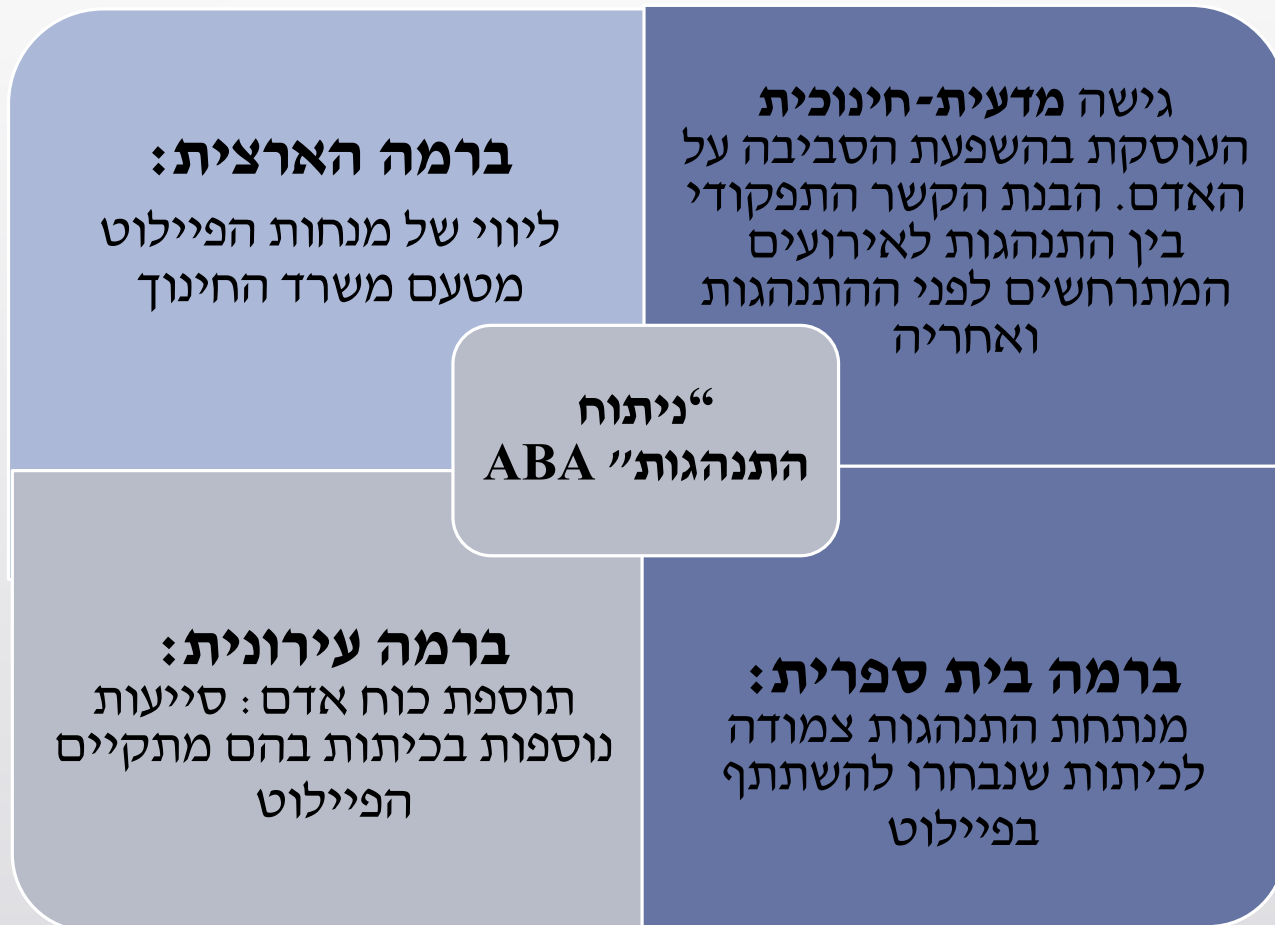 גישה מדעית-חינוכית
העוסקת בהשפעת הסביבה על
האדם. הבנת הקשר התפקודי
בין התנהגות לאירועים
המתרחשים לפני ההתנהגות
ואחריה
ברמה הארצית:
ליווי של מנחות הפיילוט
מטעם משרד החינוך
“ניתוח
התנהגות” ABA
ברמה בית ספרית:
מנתחת התנהגות צמודה
לכיתות שנבחרו להשתתף
בפיילוט
ברמה עירונית:
תוספת כוח אדם: סייעות
נוספות בכיתות בהם מתקיים
הפיילוט